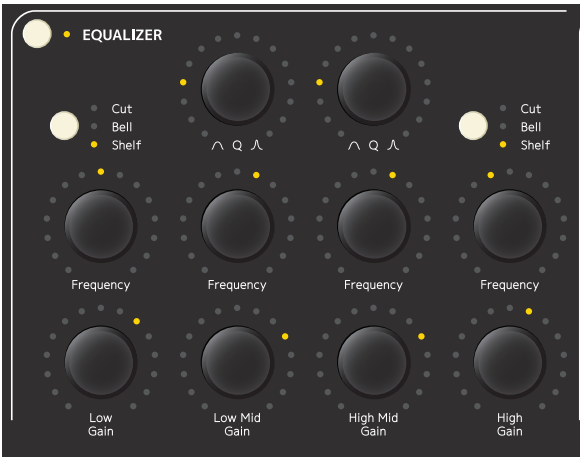 EQUALIZER
Cut
Bell
Shelf
Q
Q
Cut
Bell
Shelf
Frequency
Frequency
Frequency
Frequency
Low
Gain
Low Mid
Gain
High Mid
Gain
High
Gain